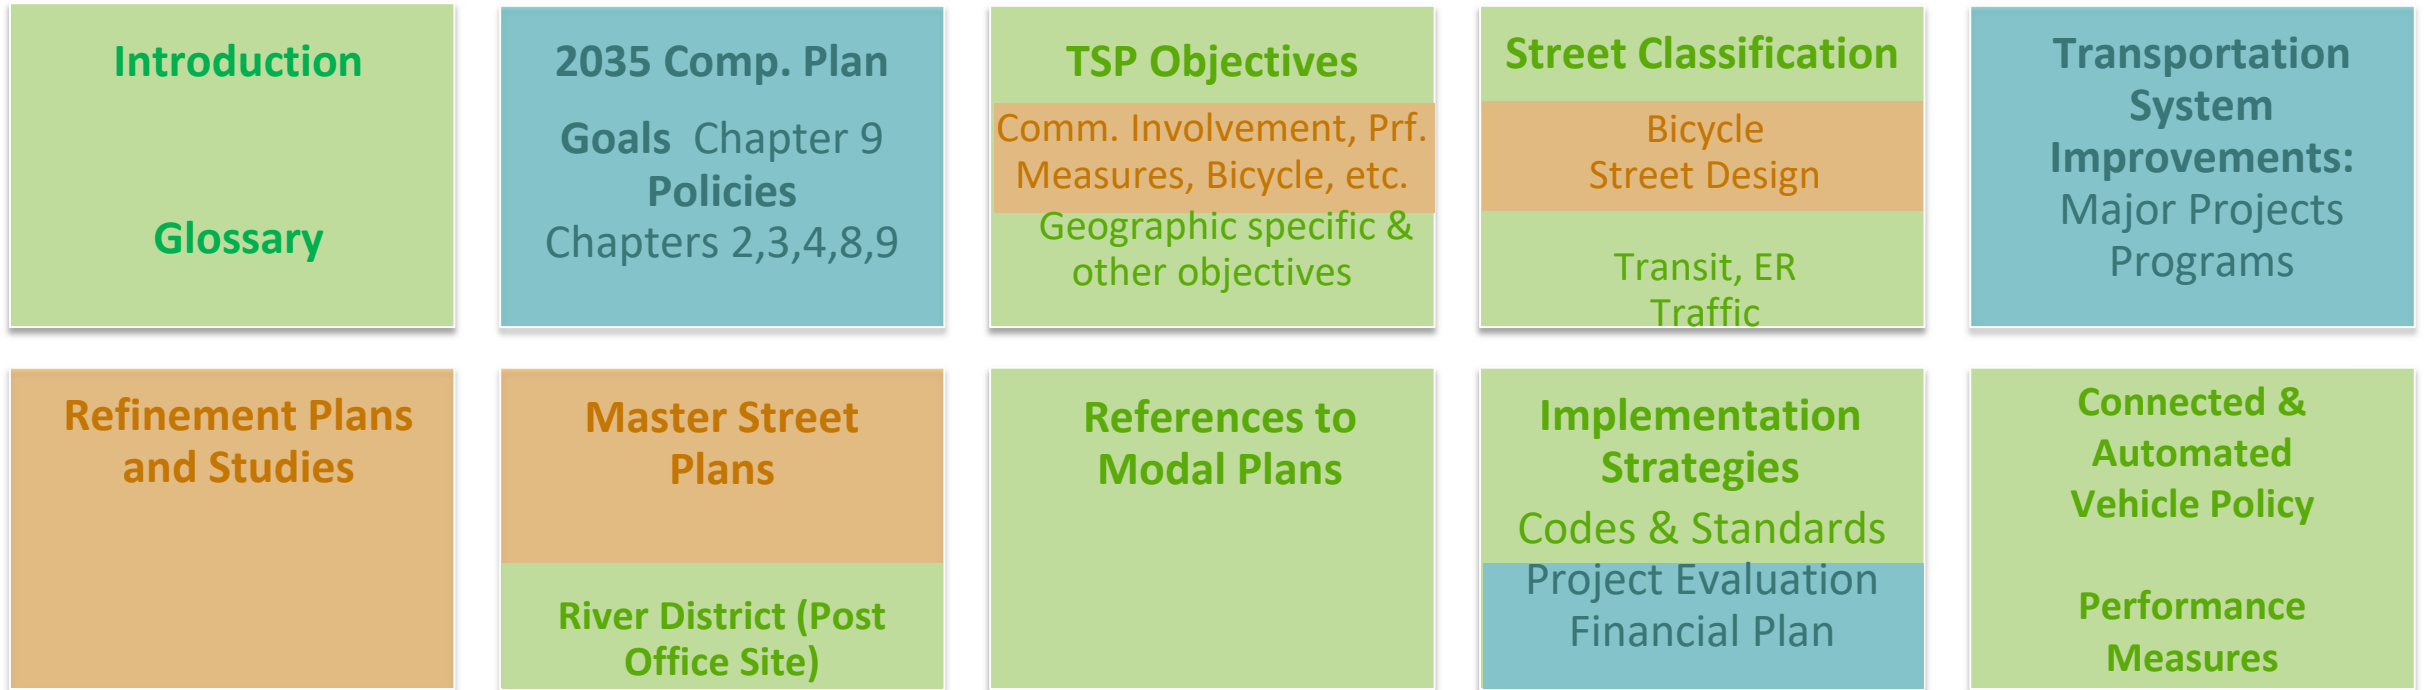 Introduction
Glossary
2035 Comp. Plan
Goals Chapter 9
Policies
Chapters 2,3,4,8,9
TSP Objectives
Comm. Involvement, Prf.
Measures, Bicycle, etc.
Geographic specific &
other objectives
Street Classification
Bicycle
Street Design
Transit, ER
Traffic
Transportation
System
Improvements:
Major Projects
Programs
Refinement Plans
and Studies
Master Street
Plans
River District (Post
Office Site)
References to
Modal Plans
Implementation
Strategies
Codes & Standards
Project Evaluation
Financial Plan
Connected &
Automated
Vehicle Policy
Performance
Measures